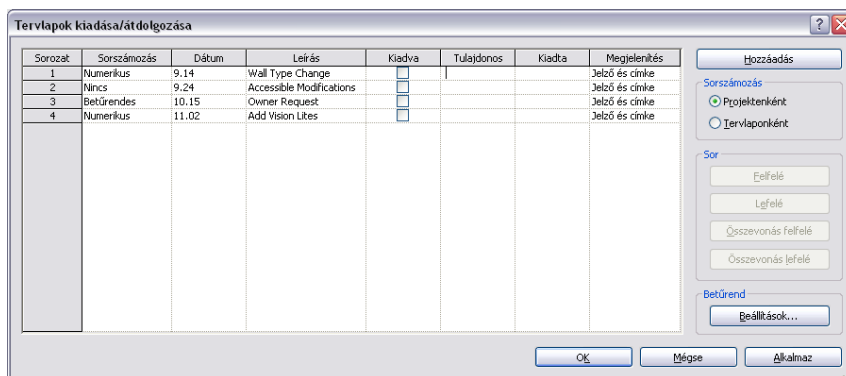 Tervlapok kiadása/átdolgozása
Sorozat Sorszámozás Dátum Leírás Kiadva Tulajdonos Kiadta Megjelenítés
1 Numerikus 9.14 Wall Type Change Jelző és címke
2 Nincs 9.24 Accessible Modifications Jelző és címke
3 Betűrendes 10.15 Owner Request Jelző és címke
4 Numerikus 11.02 Add Vision Lites Jelző és címke
Hozzáadás
Sorszámozás
Projektenként
Tervlaponként
Sor
Felfelé
Lefelé
Összevonás felfelé
Összevonás lefelé
Betűrend
Beállítások...
OK Mégse Alkalmaz